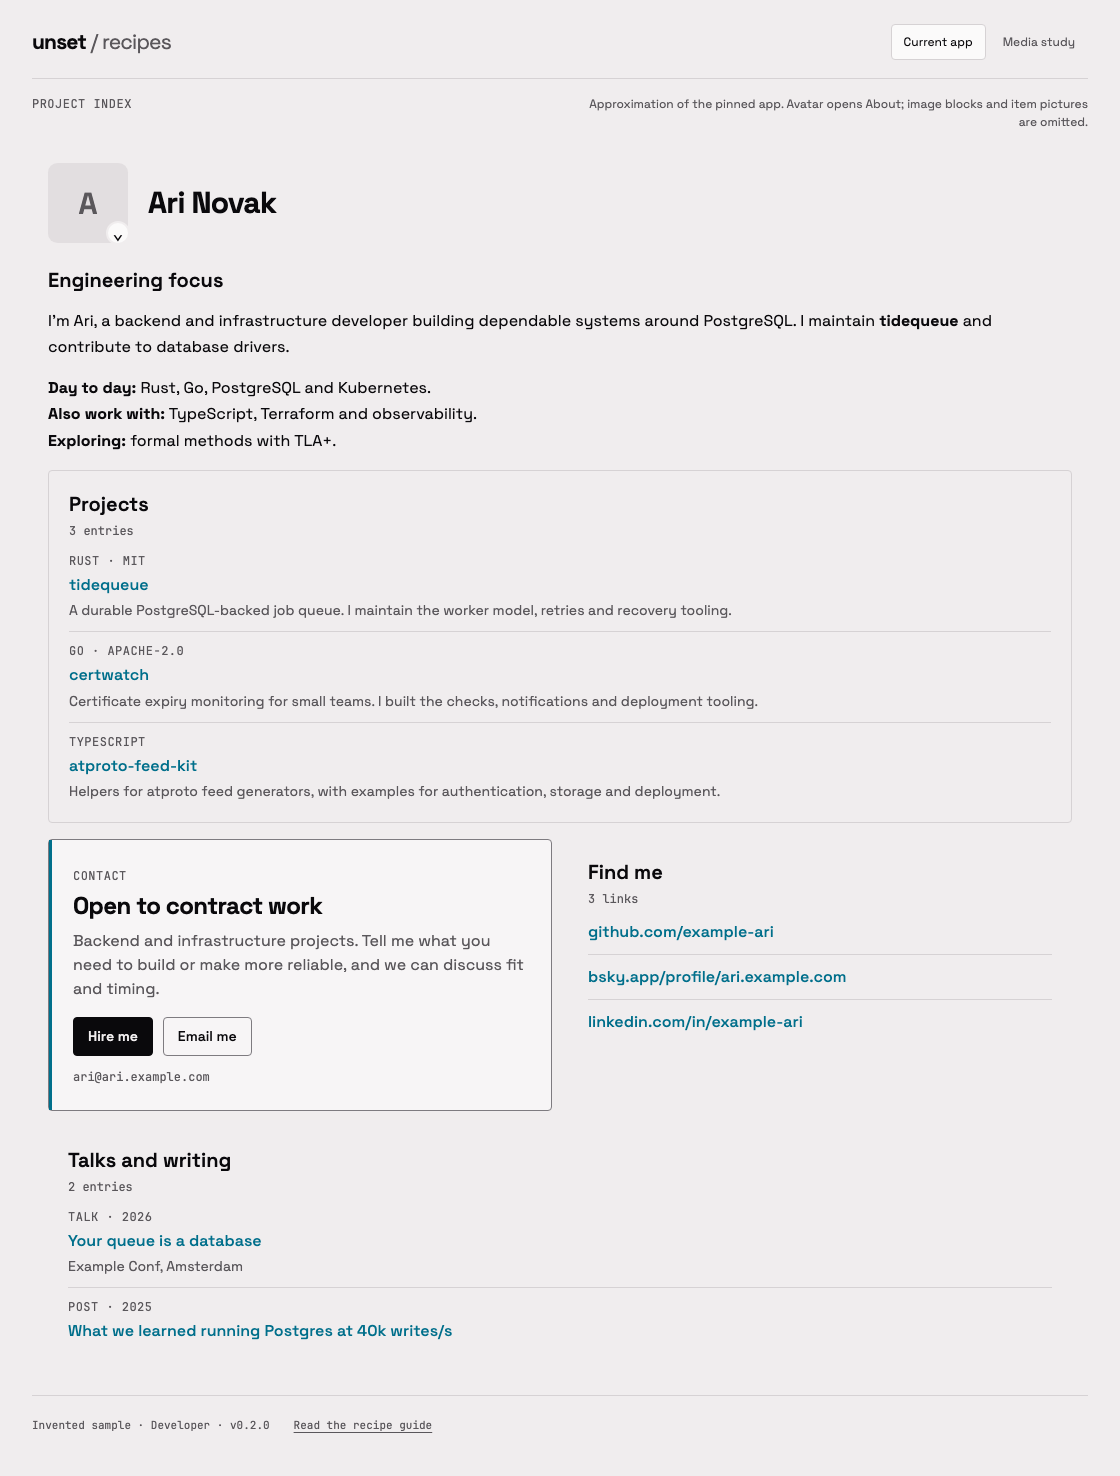 unset / recipes
Current app
Media study
PROJECT INDEX
Approximation of the pinned app. Avatar opens About; image blocks and item pictures
are omitted.
A
Ari Novak
Engineering focus
I'm Ari, a backend and infrastructure developer building dependable systems around PostgreSQL. I maintain tidequeue and
contribute to database drivers.
Day to day: Rust, Go, PostgreSQL and Kubernetes.
Also work with: TypeScript, Terraform and observability.
Exploring: formal methods with TLA+.
Projects
3 entries
RUST · MIT
tidequeue
A durable PostgreSQL-backed job queue. I maintain the worker model, retries and recovery tooling.
GO · APACHE-2.0
certwatch
Certificate expiry monitoring for small teams. I built the checks, notifications and deployment tooling.
TYPESCRIPT
atproto-feed-kit
Helpers for atproto feed generators, with examples for authentication, storage and deployment.
CONTACT
Open to contract work
Backend and infrastructure projects. Tell me what you
need to build or make more reliable, and we can discuss fit
and timing.
Hire me
Email me
ari@ari.example.com
Find me
3 links
github.com/example-ari
bsky.app/profile/ari.example.com
linkedin.com/in/example-ari
Talks and writing
2 entries
TALK · 2026
Your queue is a database
Example Conf, Amsterdam
POST · 2025
What we learned running Postgres at 40k writes/s
Invented sample · Developer · v0.2.0
Read the recipe guide